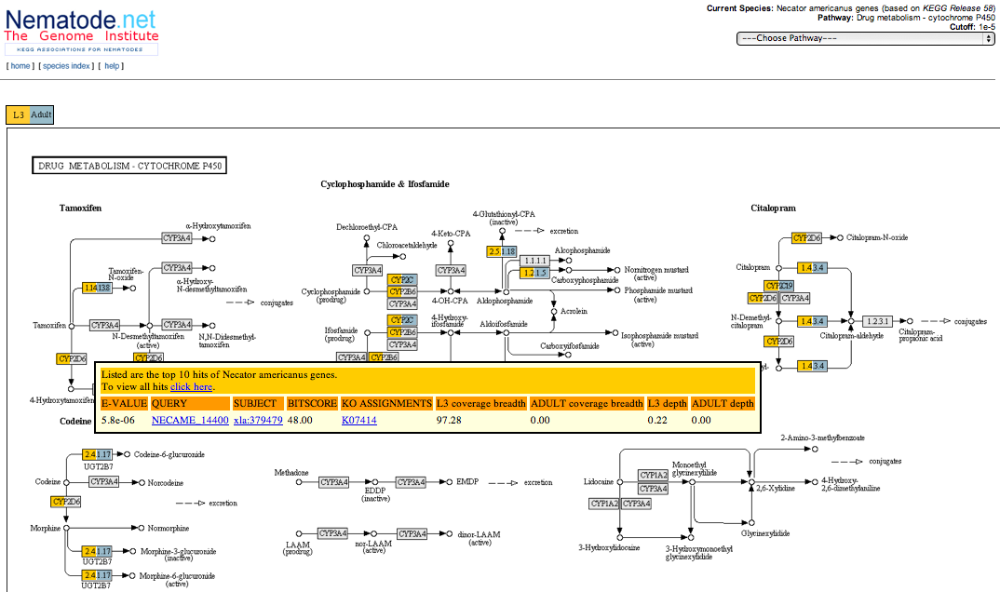 Nematode.net
The Genome Institute
KEGG ASSOCIATIONS FOR NEMATODES
[ home ] [ species index ] [ help ]
Current Species: Necator americanus genes (based on KEGG Release 58)
Pathway: Drug metabolism - cytochrome P450
Cutoff: 1e-5
---Choose Pathway---
L3 Adult
DRUG METABOLISM - CYTOCHROME P450
Tamoxifen
α-Hydroxytamoxifen
CYP3A4
Tamoxifen-
N-oxide
1.14.13.8
CYP3A4
α-Hydroxy-
N-desmethyltamoxifen
conjugates
Tamoxifen
CYP3A4
CYP3A4
N-Desmethyltamoxifen
(active)
N,N-Didesmethyl-
tamoxifen
CYP2D6
CYP2D6
4-Hydroxytamoxifen
Cyclophosphamide & Ifosfamide
Dechloroethyl-CPA
Chloroacetaldehyde
4-Keto-CPA
4-Glutathionyl-CPA
(inactive)
excretion
2.5.1.18
CYP3A4
CYP3A4
1.1.1.1
Alcophosphamide
1.2.1.5
Carboxyphosphamide
Nornitrogen mustard
(active)
CYP2C
CYP2B6
CYP3A4
Cyclophosphamide
(prodrug)
4-OH-CPA
Aldophosphamide
Phosphamide mustard
(active)
Acrolein
CYP2C
CYP2B6
CYP3A4
Ifosfamide
(prodrug)
4-Hydroxy-
ifosfamide
Aldoifosfamide
Isophosphamide mustard
(active)
Carboxyifosfamide
CYP3A4
CYP2B6
Citalopram
CYP2D6
Citalopram-N-oxide
Citalopram
1.4.3.4
CYP2C19
CYP2D6
CYP3A4
N-Demethyl-
citalopram
1.4.3.4
1.2.3.1
conjugates
Citalopram-
aldehyde
Citalopram-
propionic acid
CYP2D6
1.4.3.4
Listed are the top 10 hits of Necator americanus genes.
To view all hits click here.
E-VALUE QUERY SUBJECT BITSCORE KO ASSIGNMENTS L3 coverage breadth ADULT coverage breadth L3 depth ADULT depth
5.8e-06 NECAME_14400 xla:379479 48.00 K07414 97.28 0.00 0.22 0.00
Codeine
2.4.1.17
UGT2B7
Codeine-6-glucuronide
Codeine
CYP3A4
Norcodeine
CYP2D6
excretion
Morphine
Normorphine
2.4.1.17
UGT2B7
Morphine-3-glucuronide
(inactive)
2.4.1.17
UGT2B7
Morphine-6-glucuronide
(active)
Methadone
CYP3A4
EDDP
(inactive)
CYP3A4
EMDP
excretion
LAAM
(prodrug)
CYP3A4
nor-LAAM
(active)
CYP3A4
dinor-LAAM
(active)
2-Amino-3-methylbenzoate
conjugates
Lidocaine
CYP1A2
CYP3A4
Monoethyl
glycinexylilide
2,6-Xylidine
4-Hydroxy-
2,6-dimethylaniline
CYP1A2
CYP3A4
Glycinexylidide
3-Hydroxylidocaine
3-Hydroxymonoethyl
glycinexylidide